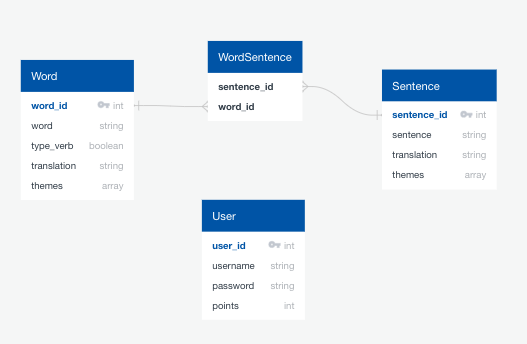 Word
word_id int
word string
type_verb boolean
translation string
themes array
WordSentence
sentence_id
word_id
Sentence
sentence_id int
sentence string
translation string
themes array
User
user_id int
username string
password string
points int